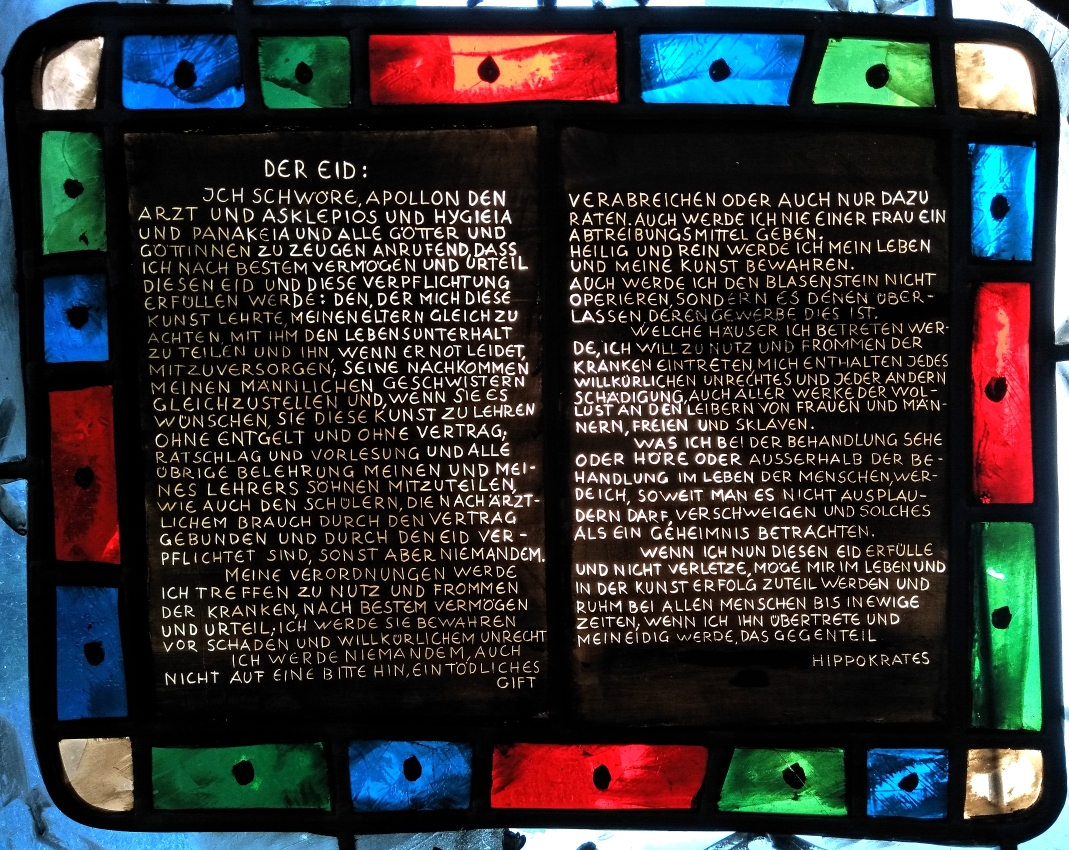 DER EID:
JCH SCHWÖRE, APOLLON DEN
ARZT UND ASKLEPIOS UND HYGIEIA
UND PANAKEIA UND ALLE GÖTTER UND
GÖTTINNEN ZU ZEUGEN ANRUFEND, DASS
ICH NACH BESTEM VERMÖGEN UND URTEIL
DIESEN EID UND DIESE VERPFLICHTUNG
ERFÜLLEN WERDE: DEN, DER MICH DIESE
KUNST LEHRTE, MEINEN ELTERN GLEICH ZU
ACHTEN, MIT IHM DEN LEBENSUNTERHALT
ZU TEILEN UND IHN, WENN ER NOT LEIDET,
MITZUVERSORGEN; SEINE NACHKOMMEN
MEINEN MÄNNLICHEN GESCHWISTERN
GLEICHZUSTELLEN UND, WENN SIE ES
WÜNSCHEN, SIE DIESE KUNST ZU LEHREN
OHNE ENTGELT UND OHNE VERTRAG;
RATSCHLAG UND VORLESUNG UND ALLE
ÜBRIGE BELEHRUNG MEINEN UND MEI-
NES LEHRERS SÖHNEN MITZUTEILEN,
WIE AUCH DEN SCHÜLERN, DIE NACH ÄRZT-
LICHEM BRAUCH DURCH DEN VERTRAG
GEBUNDEN UND DURCH DEN EID VER-
PFLICHTET SIND, SONST ABER NIEMANDEM.
MEINE VERORDNUNGEN WERDE
ICH TREFFEN ZU NUTZ UND FROMMEN
DER KRANKEN, NACH BESTEM VERMÖGEN
UND URTEIL; ICH WERDE SIE BEWAHREN
VOR SCHADEN UND WILLKÜRLICHEM UNRECHT
ICH WERDE NIEMANDEM, AUCH
NICHT AUF EINE BITTE HIN, EIN TÖDLICHES
GIFT
VERABREICHEN ODER AUCH NUR DAZU
RATEN. AUCH WERDE ICH NIE EINER FRAU EIN
ABTREIBUNGSMITTEL GEBEN.
HEILIG UND REIN WERDE ICH MEIN LEBEN
UND MEINE KUNST BEWAHREN.
AUCH WERDE ICH DEN BLASENSTEIN NICHT
OPERIEREN, SONDERN ES DENEN ÜBER-
LASSEN, DEREN GEWERBE DIES IST.
WELCHE HÄUSER ICH BETRETEN WER-
DE, ICH WILL ZU NUTZ UND FROMMEN DER
KRANKEN EINTRETEN, MICH ENTHALTEN JEDES
WILLKÜRLICHEN UNRECHTES UND JEDER ANDERN
SCHÄDIGUNG, AUCH ALLER WERKE DER WOL-
LUST AN DEN LEIBERN VON FRAUEN UND MÄN-
NERN, FREIEN UND SKLAVEN.
WAS ICH BEI DER BEHANDLUNG SEHE
ODER HÖRE ODER AUSSERHALB DER BE-
HANDLUNG IM LEBEN DER MENSCHEN, WER-
DE ICH, SOWEIT MAN ES NICHT AUSPLAU-
DERN DARF, VERSCHWEIGEN UND SOLCHES
ALS EIN GEHEIMNIS BETRACHTEN.
WENN ICH NUN DIESEN EID ERFÜLLE
UND NICHT VERLETZE, MÖGE MIR IM LEBEN UND
IN DER KUNST ERFOLG ZUTEIL WERDEN UND
RUHM BEI ALLEN MENSCHEN BIS IN EWIGE
ZEITEN, WENN ICH IHN ÜBERTRETE UND
MEINEIDIG WERDE, DAS GEGENTEIL
HIPPOKRATES